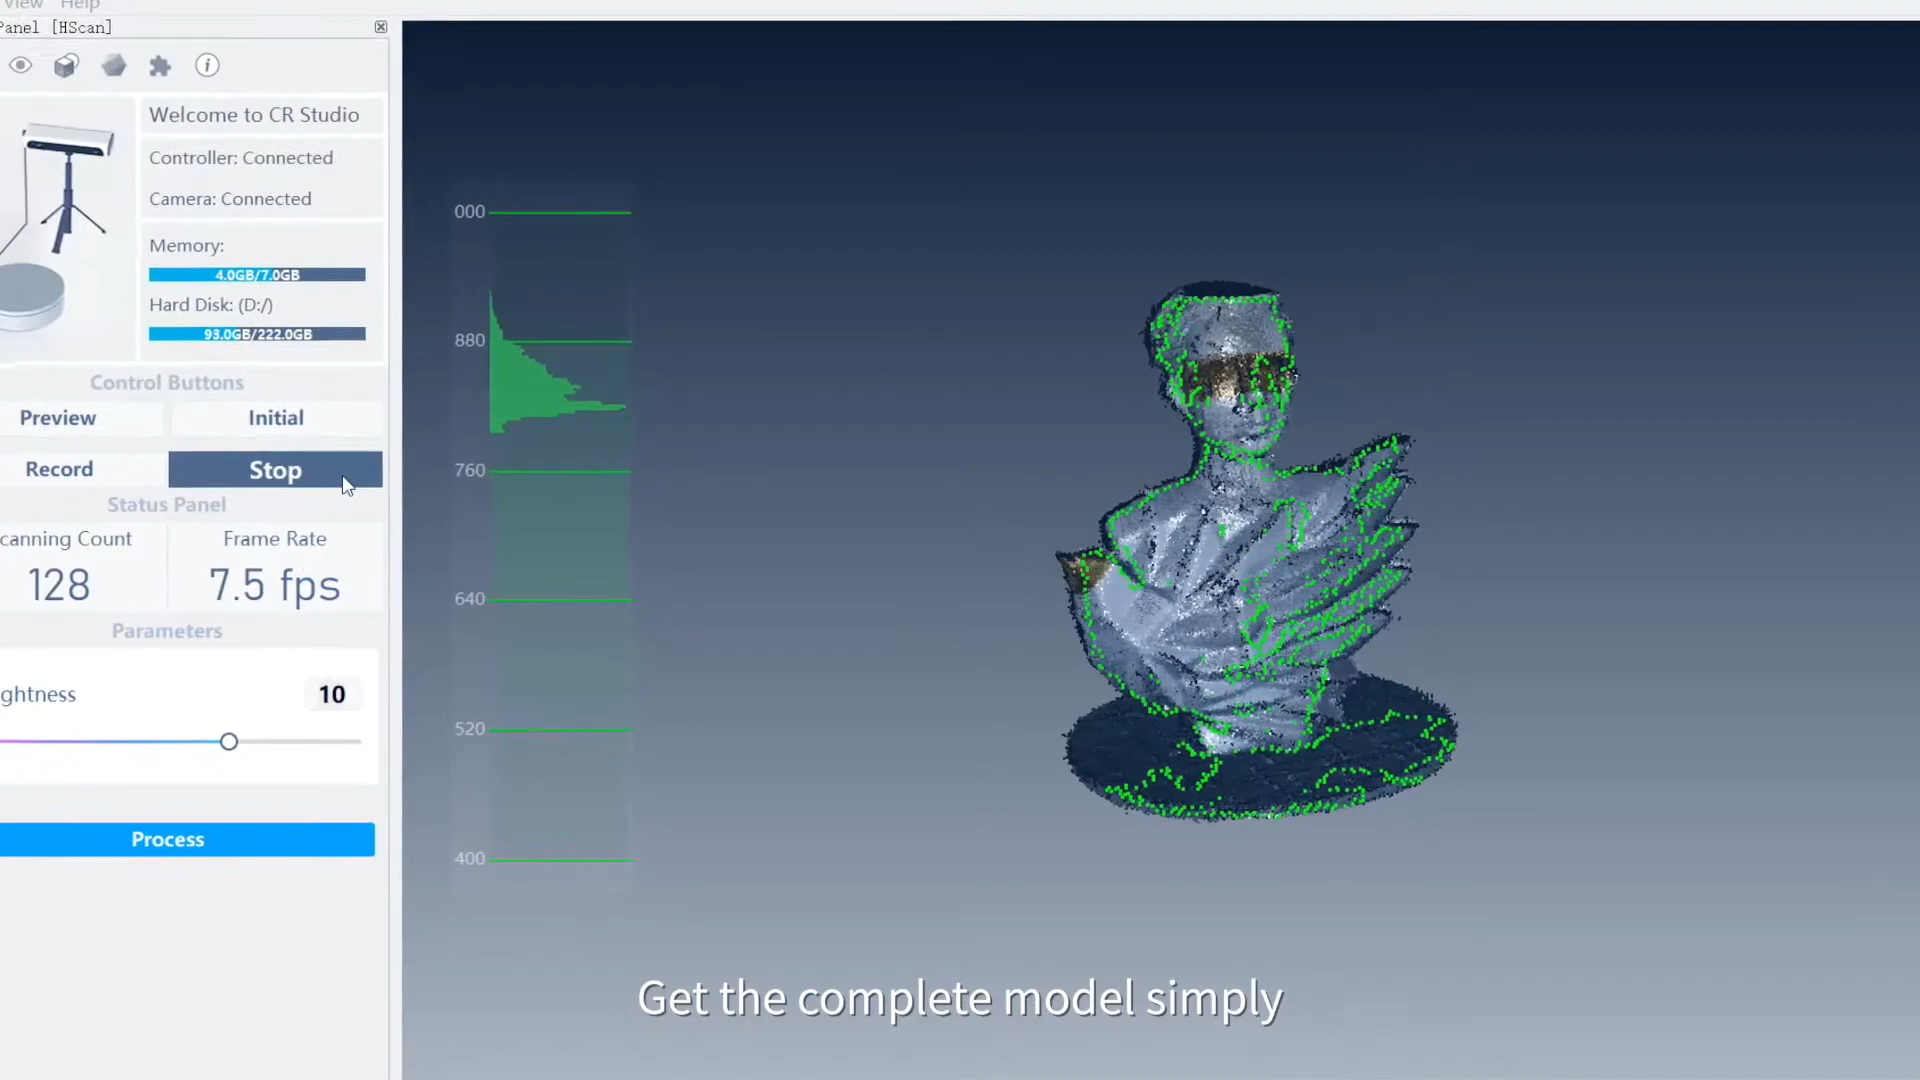 View Help
Panel [HScan]
Welcome to CR Studio
Controller: Connected
Camera: Connected
Memory:
4.0GB/7.0GB
Hard Disk: (D:/)
93.0GB/222.0GB
Control Buttons
Preview Initial
Record Stop
Status Panel
canning Count Frame Rate
128 7.5 fps
Parameters
ghtness 10
Process
000
880
760
640
520
400
Get the complete model simply